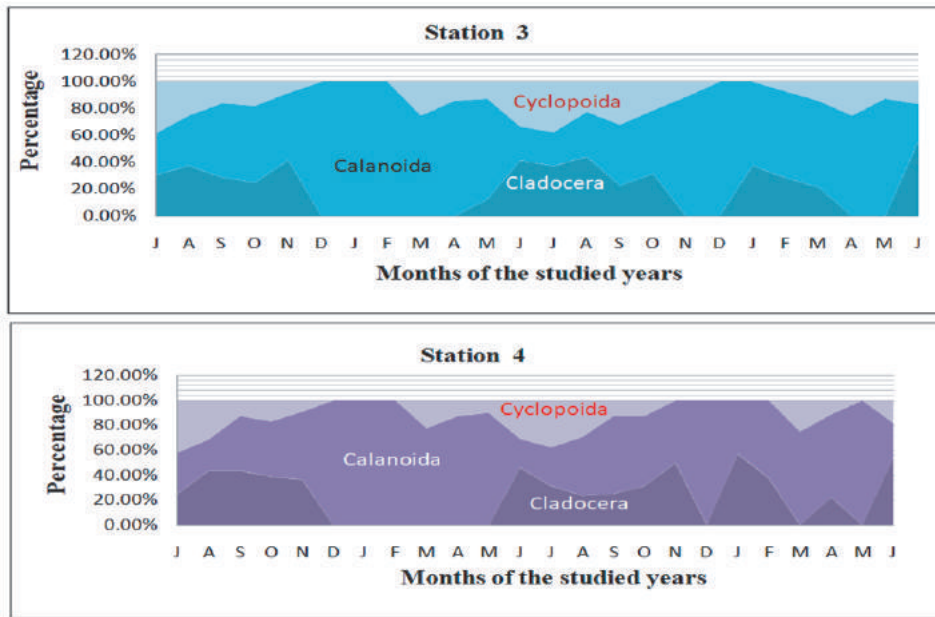 Station 3
120.00%
100.00%
80.00%
60.00%
40.00%
20.00%
0.00%
Percentage
Cyclopoida
Calanoida
Cladocera
J A S O N D J F M A M J J A S O N D J F M A M J
Months of the studied years
Station 4
120.00%
100.00%
80.00%
60.00%
40.00%
20.00%
0.00%
Percentage
Cyclopoida
Calanoida
Cladocera
J A S O N D J F M A M J J A S O N D J F M A M J
Months of the studied years